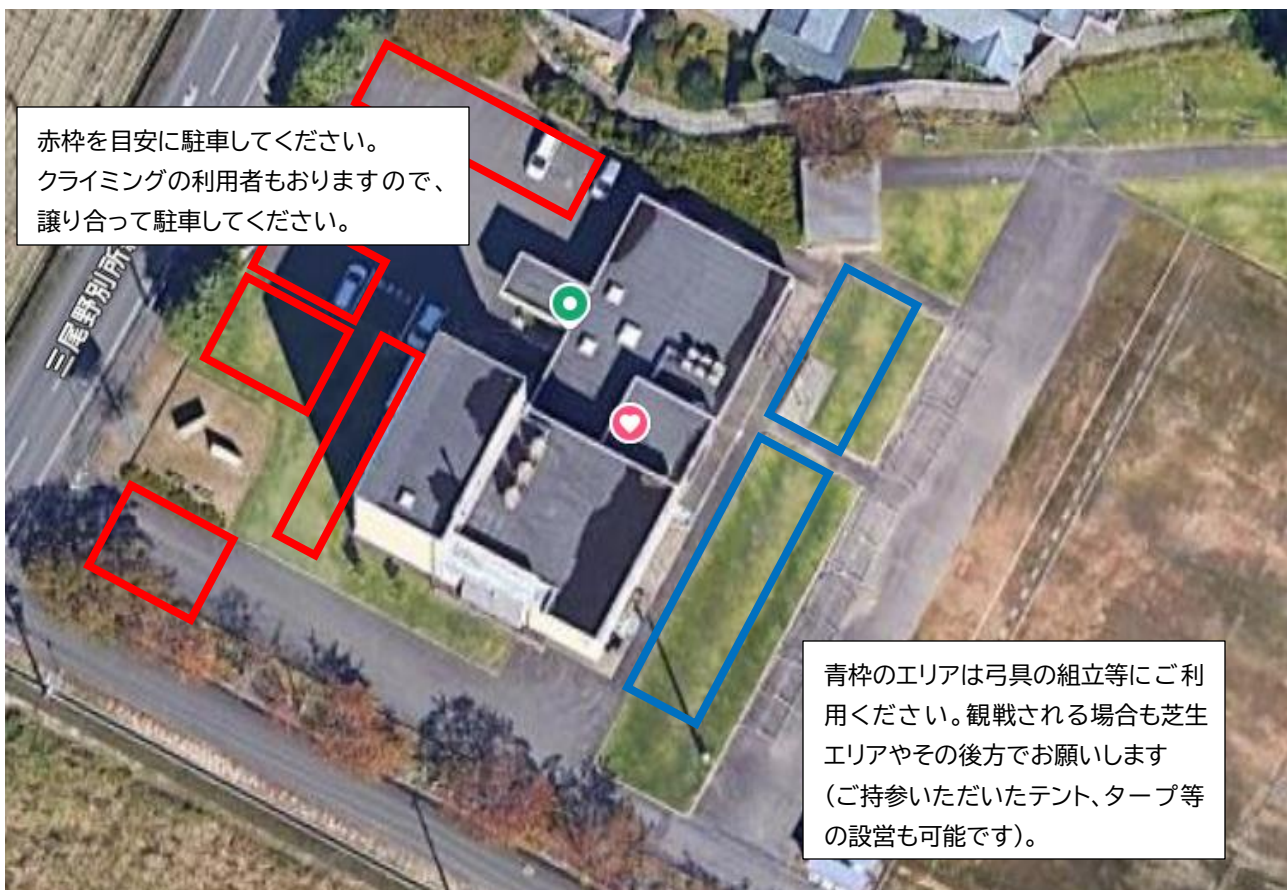 赤枠を目安に駐車してください。
クライミングの利用者もおりますので、
譲り合って駐車してください。
三尾野別所
青枠のエリアは弓具の組立等にご利
用ください。観戦される場合も芝生
エリアやその後方でお願いします
(ご持参いただいたテント、タープ等
の設営も可能です)。